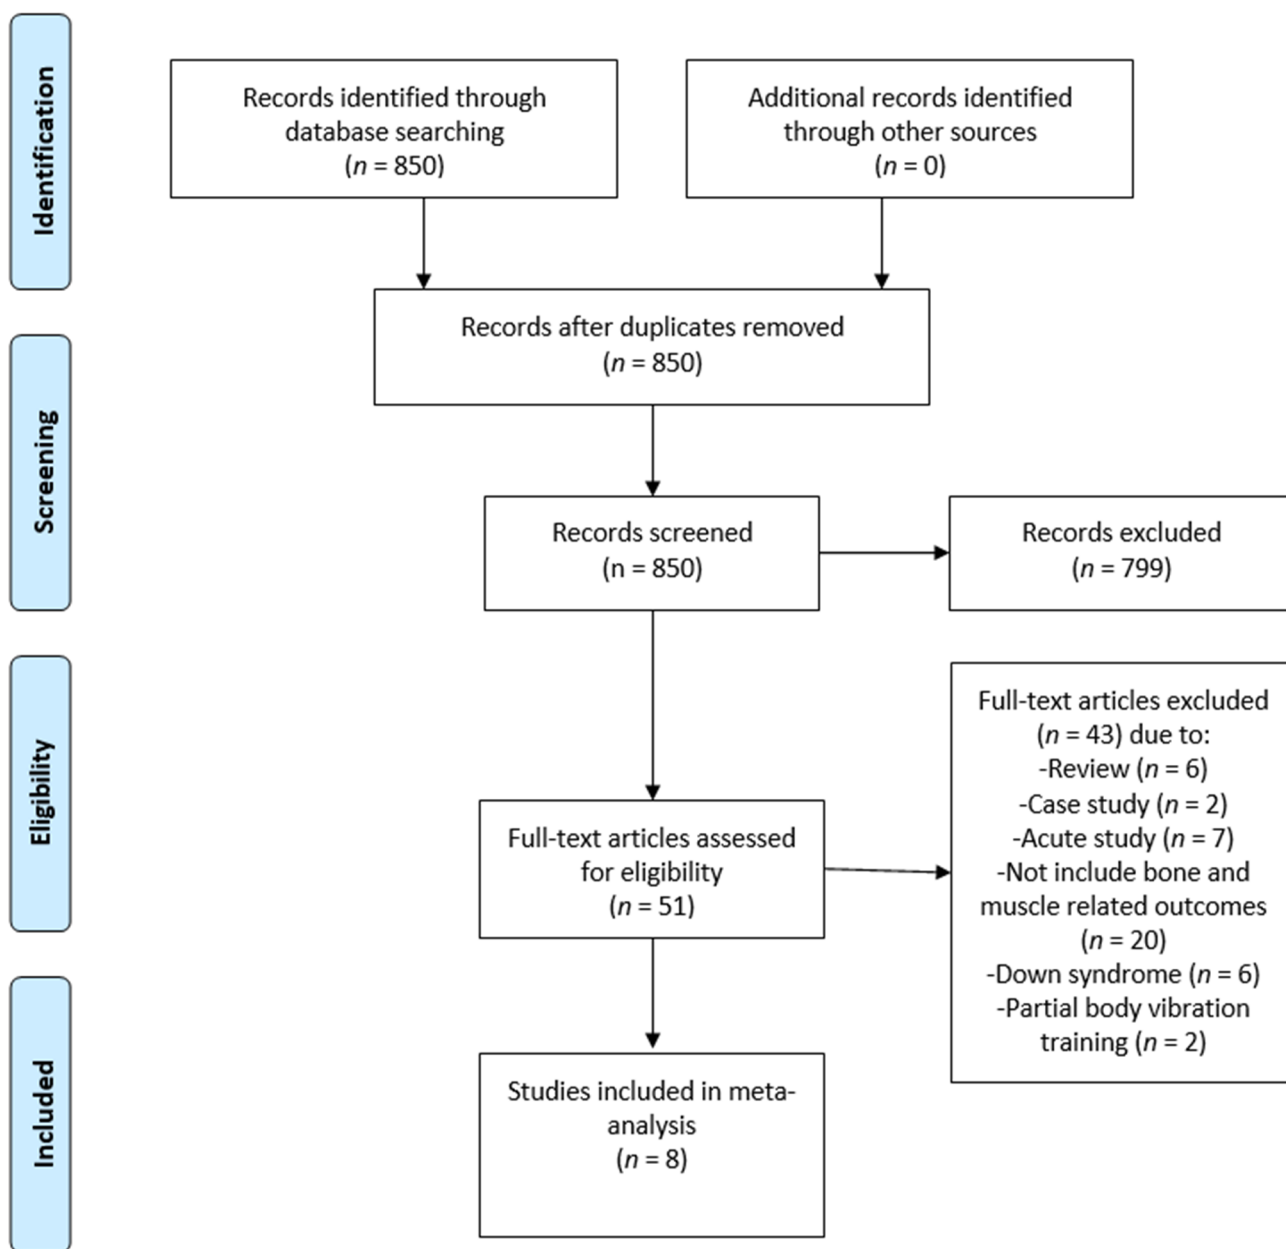 Identification
Records identified through
database searching
(n = 850)
Additional records identified
through other sources
(n = 0)
Records after duplicates removed
(n = 850)
Screening
Records screened
(n = 850)
Records excluded
(n = 799)
Eligibility
Full-text articles assessed
for eligibility
(n = 51)
Full-text articles excluded
(n = 43) due to:
-Review (n = 6)
-Case study (n = 2)
-Acute study (n = 7)
-Not include bone and
muscle related outcomes
(n = 20)
-Down syndrome (n = 6)
-Partial body vibration
training (n = 2)
Included
Studies included in meta-
analysis
(n = 8)